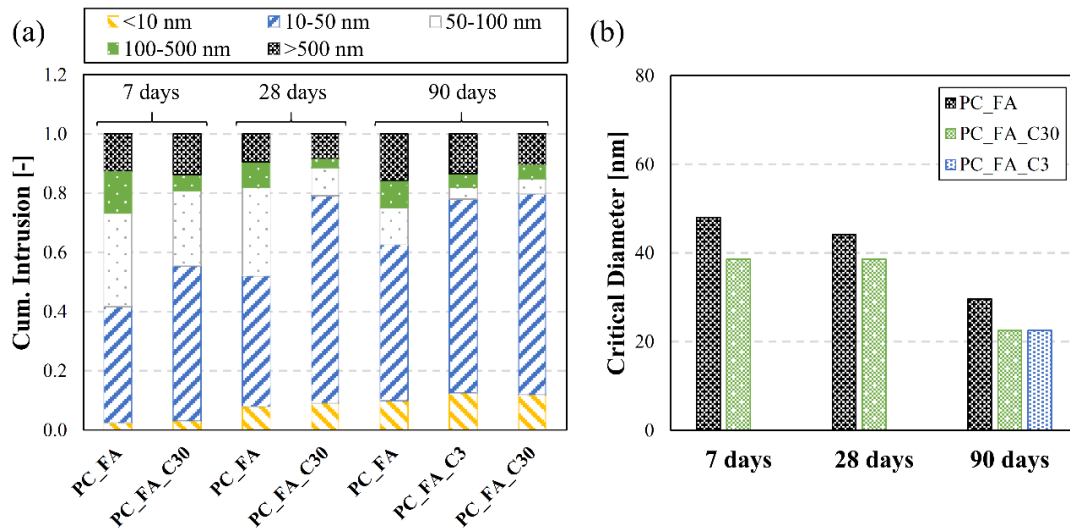 (a)
<10 nm 10-50 nm 50-100 nm
100-500 nm >500 nm
Cum. Intrusion [-]
1.2
1.0
0.8
0.6
0.4
0.2
0.0
7 days 28 days 90 days
PC_FA
PC_FA_C30
PC_FA
PC_FA_C30
PC_FA
PC_FA_C3
PC_FA_C30
(b)
Critical Diameter [nm]
80
60
40
20
0
PC_FA
PC_FA_C30
PC_FA_C3
7 days 28 days 90 days